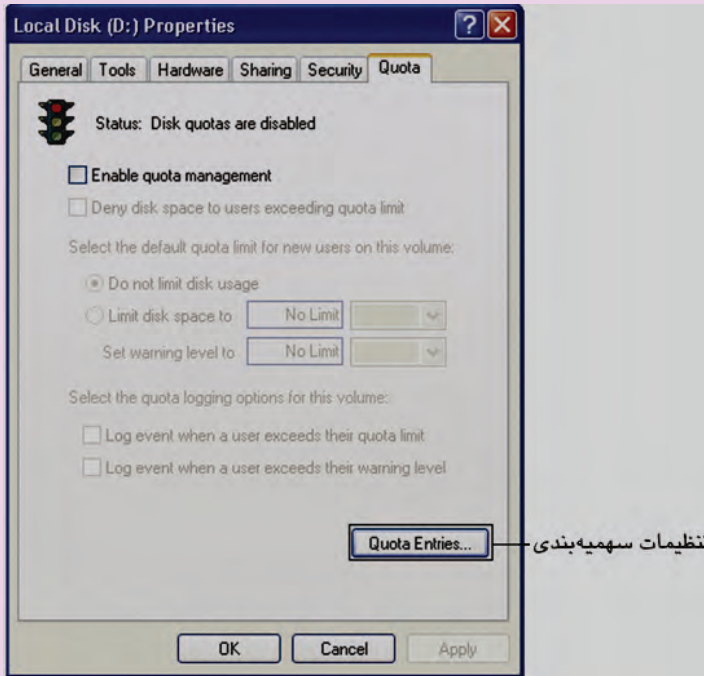 Local Disk (D:) Properties
General Tools Hardware Sharing Security Quota
Status: Disk quotas are disabled
Enable quota management
Deny disk space to users exceeding quota limit
Select the default quota limit for new users on this volume:
Do not limit disk usage
Limit disk space to No Limit
Set warning level to No Limit
Select the quota logging options for this volume:
Log event when a user exceeds their quota limit
Log event when a user exceeds their warning level
Quota Entries...
تنظیمات سهمیه‌بندی
OK Cancel Apply